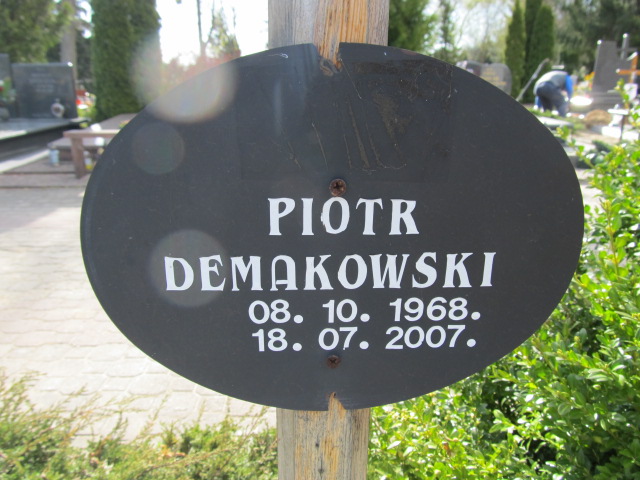 PIOTR
DEMAKOWSKI
08. 10. 1968.
18. 07. 2007.